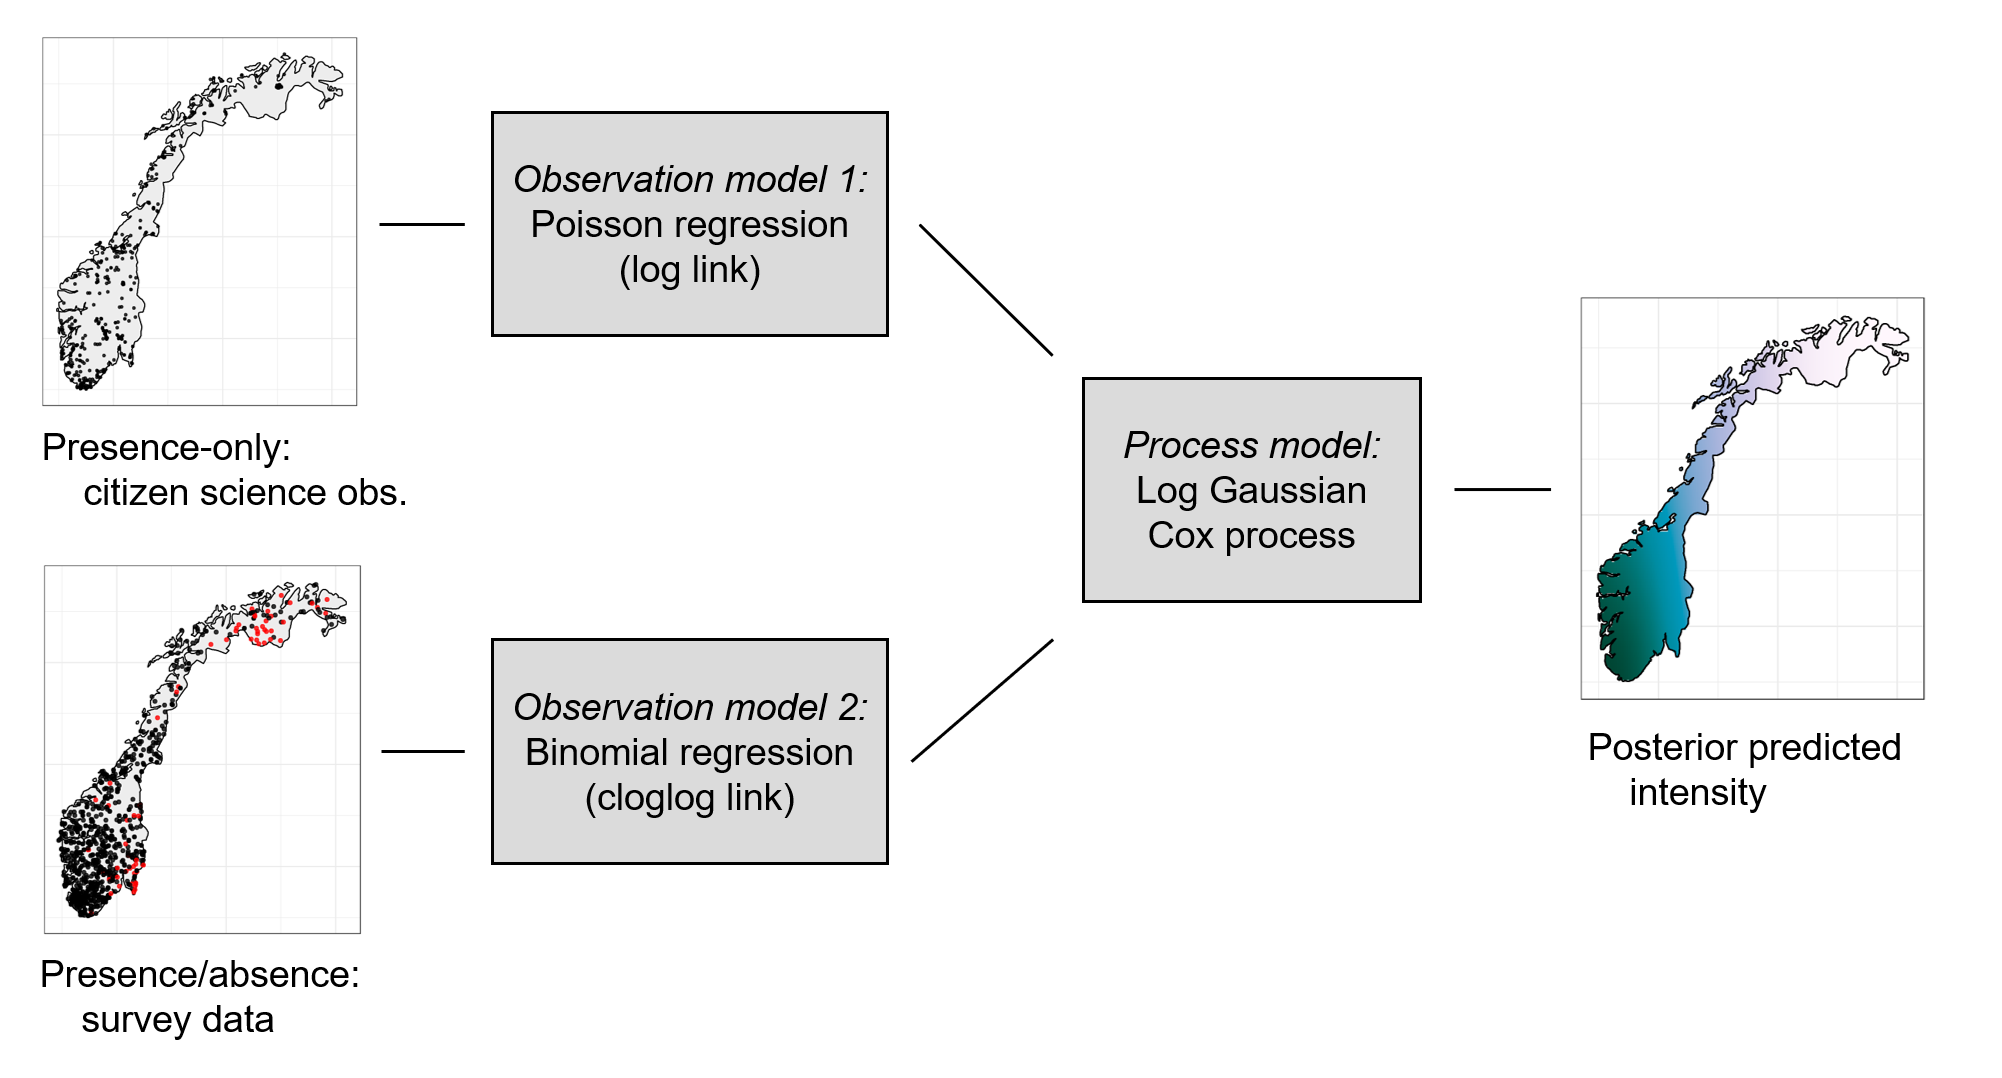 Presence-only:
citizen science obs.
Observation model 1:
Poisson regression
(log link)
Presence/absence:
survey data
Observation model 2:
Binomial regression
(cloglog link)
Process model:
Log Gaussian
Cox process
Posterior predicted
intensity